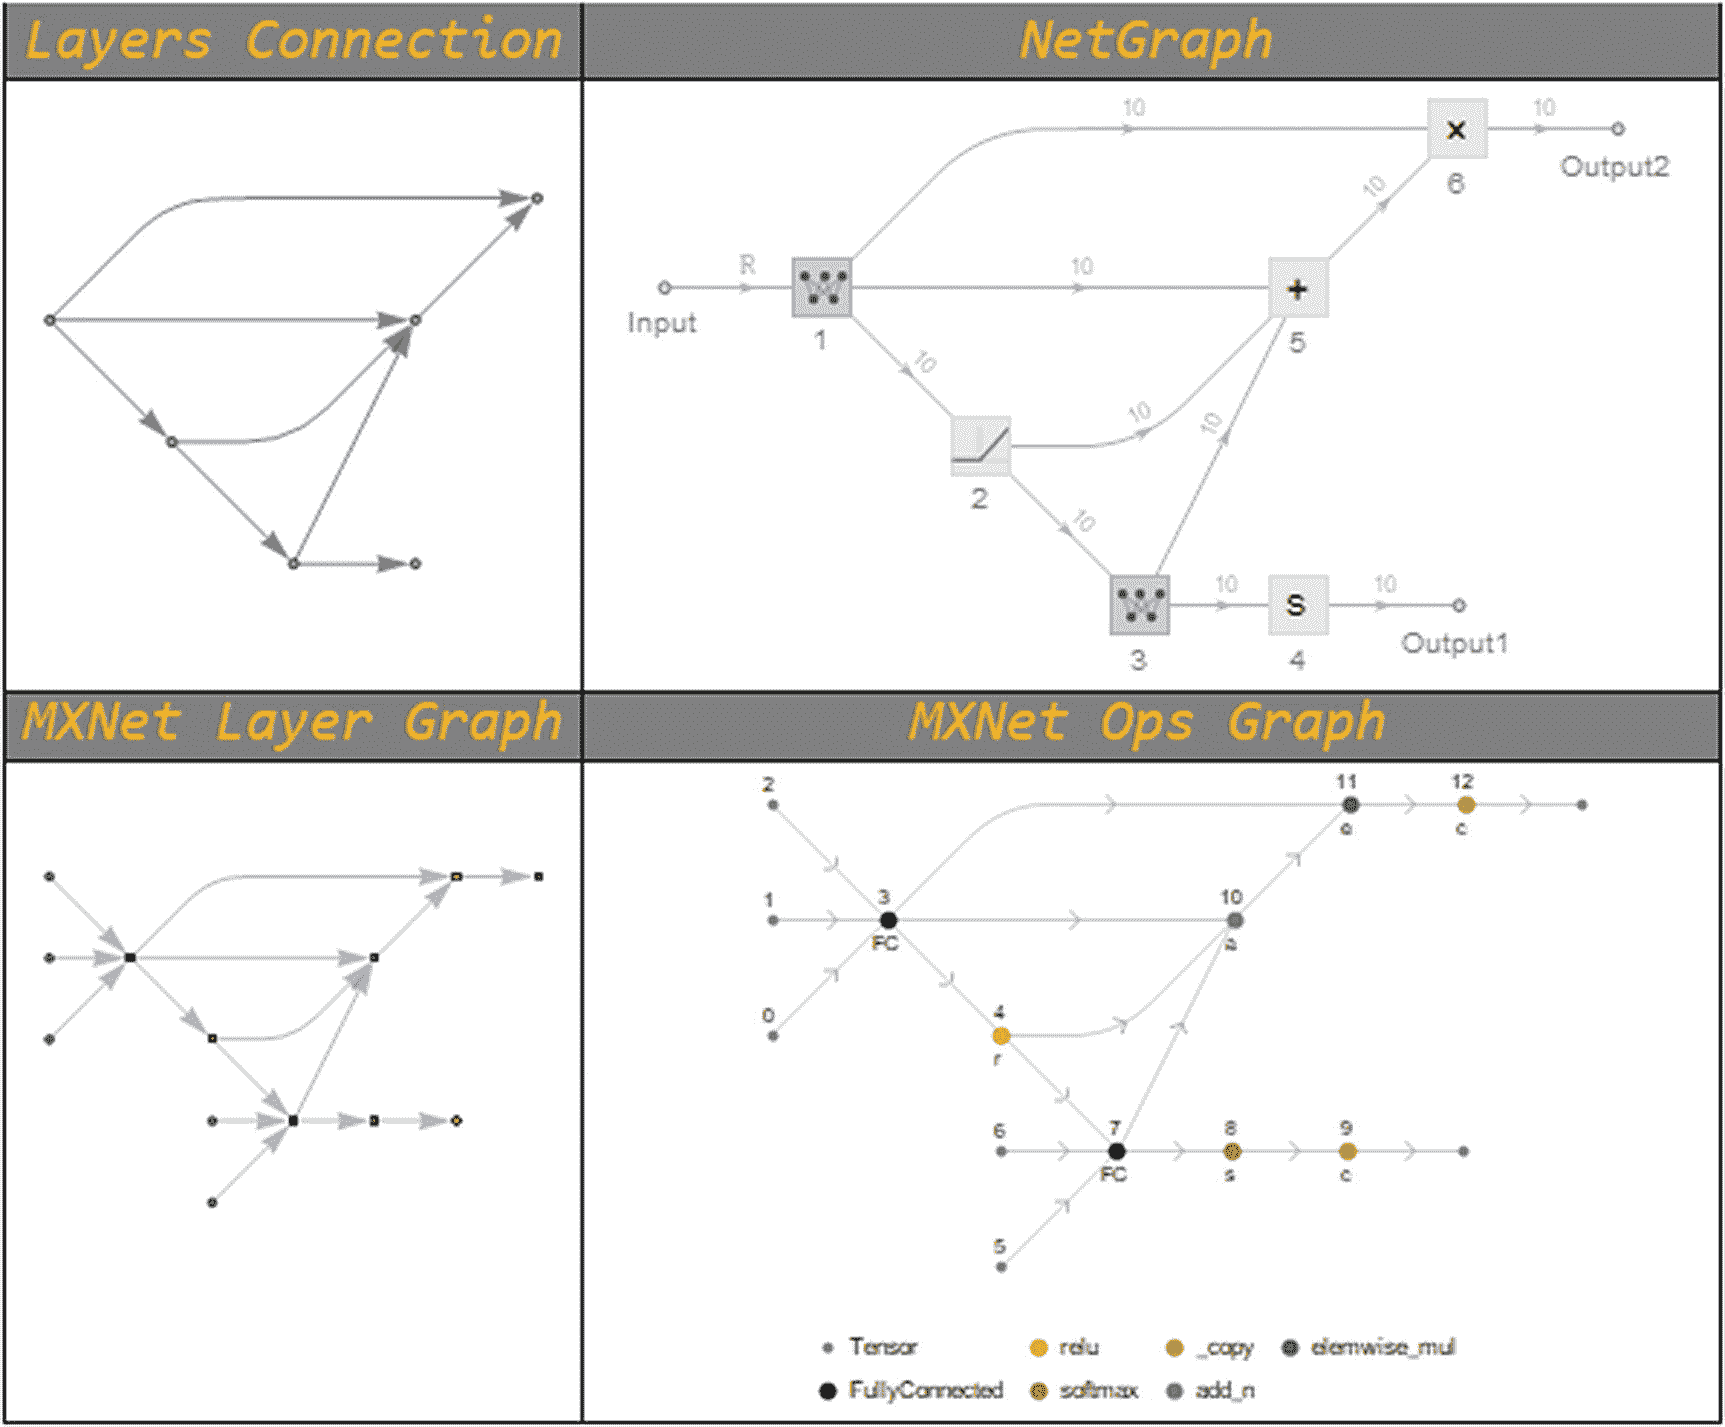 Layers Connection
NetGraph
10
x
10
Output2
6
10
R
10
+
Input
1
5
10
10
10
2
10
10
S
10
3
4
Output1
MXNet Layer Graph
MXNet Ops Graph
2
11
12
a
c
1
3
10
FC
a
0
4
r
6
7
8
9
FC
s
c
5
Tensor
relu
_copy
elemwise_mul
FullyConnected
softmax
add_n